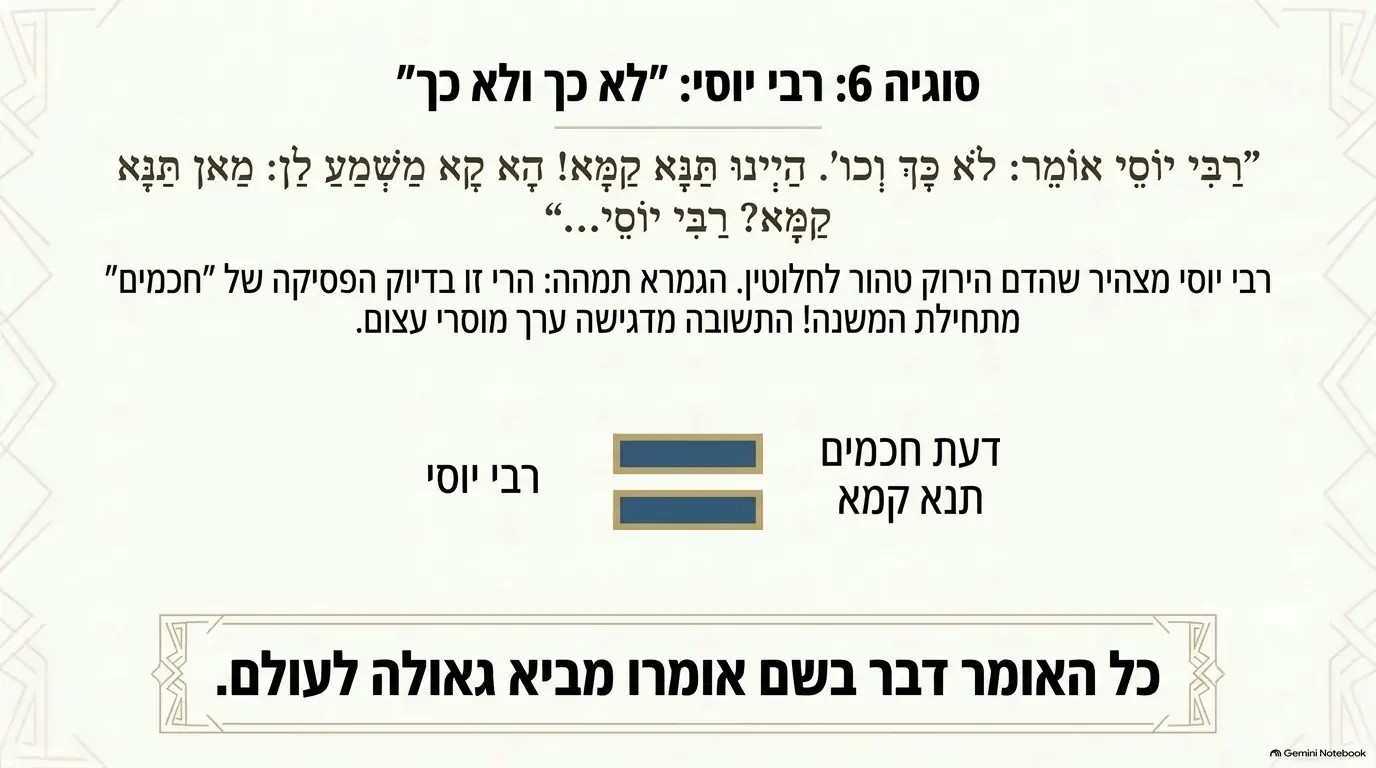 סוגיה 6: רבי יוסי: "לא כך ולא כך"
"רַבִּי יוֹסֵי אוֹמֵר: לֹא כָּךְ וְכוּ'. הַיְינוּ תַּנָּא קַמָּא! הָא קָא מַשְׁמַע לַן: מַאן תַּנָּא
קַמָּא? רַבִּי יוֹסֵי..."
רבי יוסי מצהיר שהדם הירוק טהור לחלוטין. הגמרא תמהה: הרי זו בדיוק הפסיקה של "חכמים"
מתחילת המשנה! התשובה מדגישה ערך מוסרי עצום.
דעת חכמים
תנא קמא
רבי יוסי
כל האומר דבר בשם אומרו מביא גאולה לעולם.
Gemini Notebook